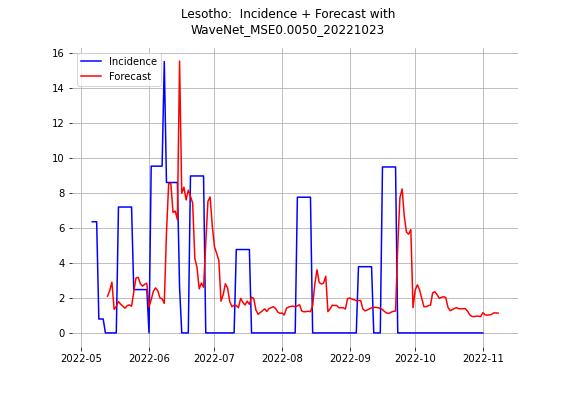 Lesotho:  Incidence + Forecast with
WaveNet_MSE0.0050_20221023
Incidence
Forecast
16
14
12
10
8
6
4
2
0
2022-05 2022-06 2022-07 2022-08 2022-09 2022-10 2022-11